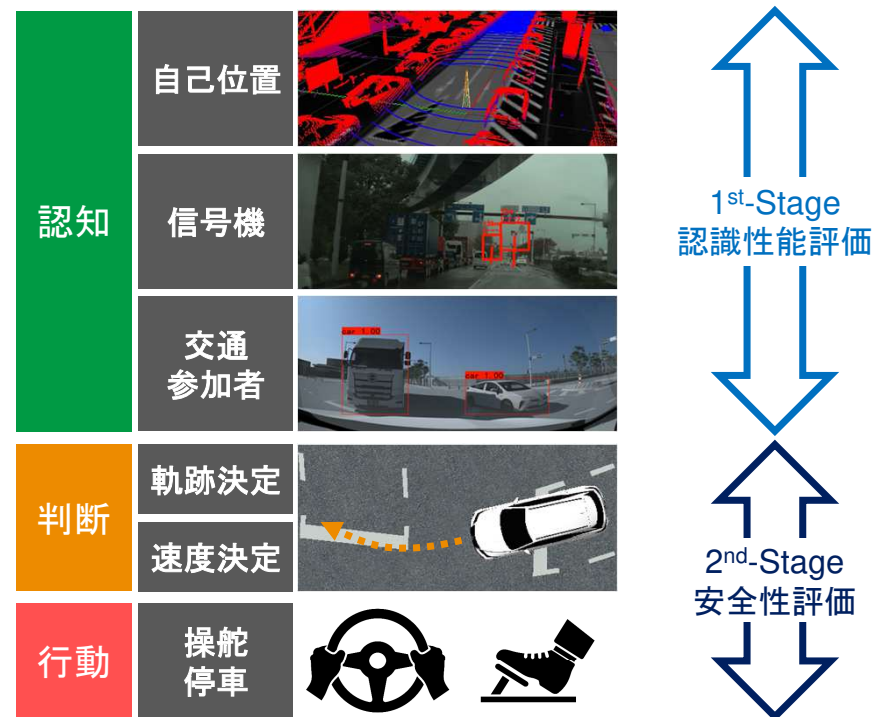 認知
自己位置
信号機
交通
参加者
car 1.00
car 1.00
1st-Stage
認識性能評価
判断
軌跡決定
速度決定
2nd-Stage
安全性評価
行動
操舵
停車